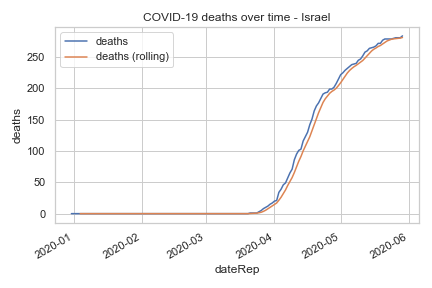 COVID-19 deaths over time - Israel
deaths
deaths (rolling)
250
200
150
100
50
0
deaths
2020-01
2020-02
2020-03
2020-04
2020-05
2020-06
dateRep